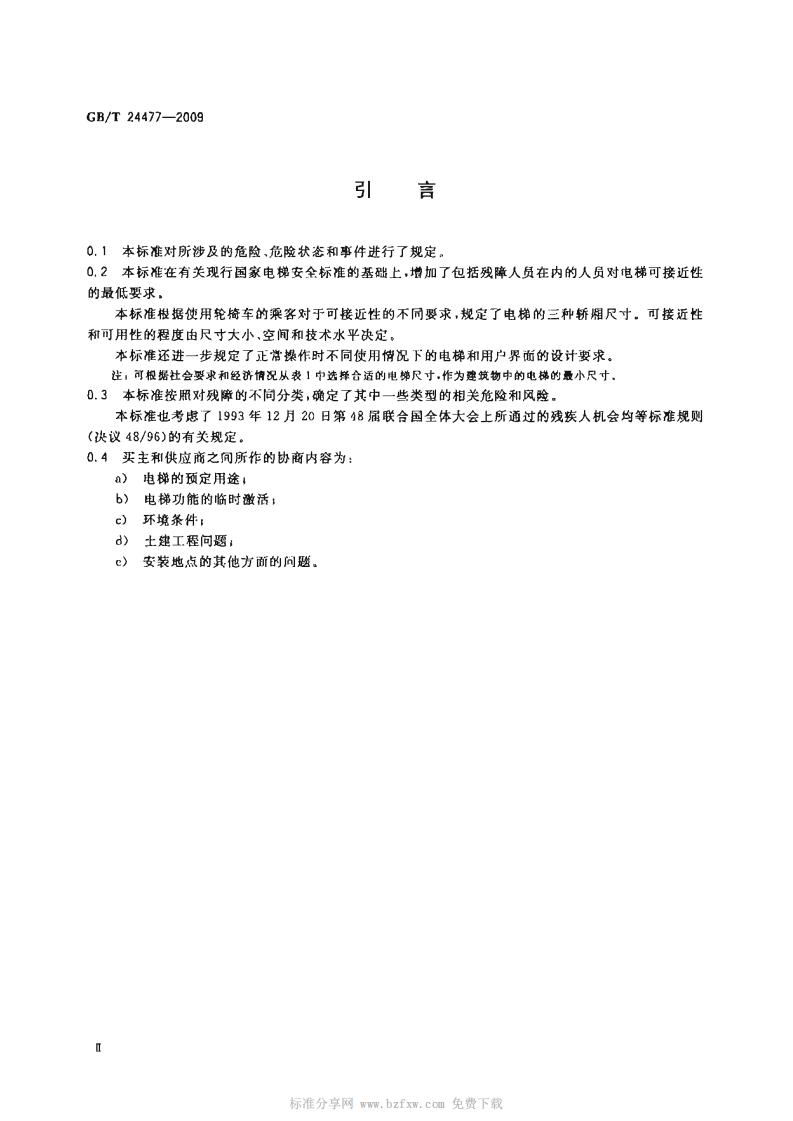 GB/T 24477—2009
引 言
0.1 本标准对所涉及的危险、危险状态和事件进行了规定。
0.2 本标准在有关现行国家电梯安全标准的基础上,增加了包括残障人员在内的人员对电梯可接近性
的最低要求。
本标准根据使用轮椅车的乘客对于可接近性的不同要求,规定了电梯的三种轿厢尺寸。可接近性
和可用性的程度由尺寸大小、空间和技术水平决定。
本标准还进一步规定了正常操作时不同使用情况下的电梯和用户界面的设计要求。
注:可根据社会要求和经济情况从表1中选择合适的电梯尺寸,作为建筑物中的电梯的最小尺寸。
0.3 本标准按照对残障的不同分类,确定了其中一些类型的相关危险和风险。
本标准也考虑了1993年12月20日第48届联合国全体大会上所通过的残疾人机会均等标准规则
(决议48/96)的有关规定。
0.4 买主和供应商之间所作的协商内容为:
a) 电梯的预定用途;
b) 电梯功能的临时激活;
c) 环境条件;
d) 土建工程问题;
e) 安装地点的其他方面的问题。
Ⅱ
标准分享网 www.bzfxw.com 免费下载